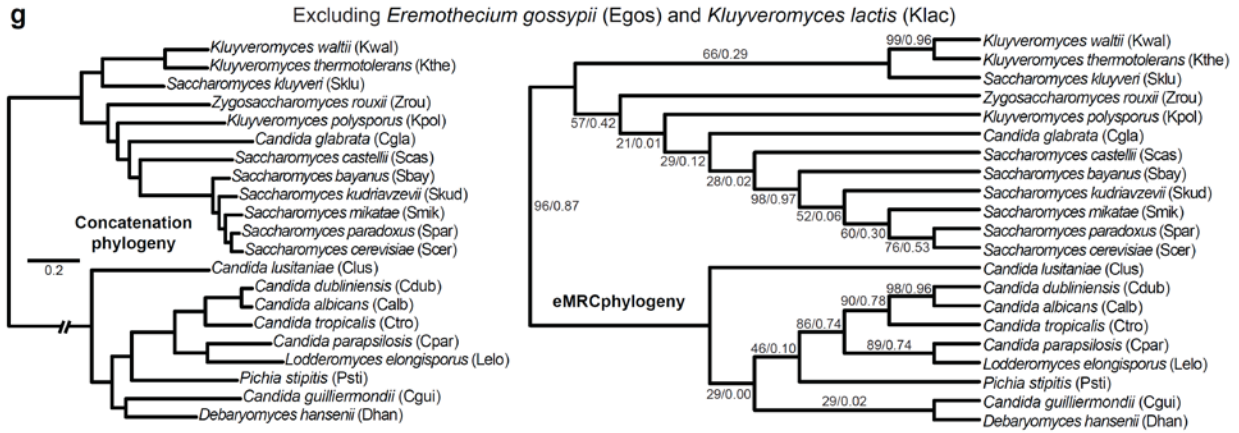 g
Excluding Eremothecium gossypii (Egos) and Kluyveromyces lactis (Klac)
Kluyveromyces waltii (Kwal)
Kluyveromyces thermotolerans (Kthe)
Saccharomyces kluyveri (Sklu)
Zygosaccharomyces rouxii (Zrou)
Kluyveromyces polysporus (Kpol)
Candida glabrata (Cgla)
Saccharomyces castellii (Scas)
Saccharomyces bayanus (Sbay)
Saccharomyces kudriavzevii (Skud)
Saccharomyces mikatae (Smik)
Saccharomyces paradoxus (Spar)
Saccharomyces cerevisiae (Scer)
Concatenation
phylogeny
0.2
Candida lusitaniae (Clus)
Candida dubliniensis (Cdub)
Candida albicans (Calb)
Candida tropicalis (Ctro)
Candida parapsilosis (Cpar)
Lodderomyces elongisporus (Lelo)
Pichia stipitis (Psti)
Candida guilliermondii (Cgui)
Debaryomyces hansenii (Dhan)
99/0.96
Kluyveromyces waltii (Kwal)
66/0.29
Kluyveromyces thermotolerans (Kthe)
Saccharomyces kluyveri (Sklu)
Zygosaccharomyces rouxii (Zrou)
57/0.42
Kluyveromyces polysporus (Kpol)
21/0.01
Candida glabrata (Cgla)
29/0.12
Saccharomyces castellii (Scas)
28/0.02
Saccharomyces bayanus (Sbay)
98/0.97
Saccharomyces kudriavzevii (Skud)
52/0.06
Saccharomyces mikatae (Smik)
60/0.30
Saccharomyces paradoxus (Spar)
76/0.53
Saccharomyces cerevisiae (Scer)
96/0.87
eMRCphylogeny
Candida lusitaniae (Clus)
98/0.96
Candida dubliniensis (Cdub)
90/0.78
Candida albicans (Calb)
Candida tropicalis (Ctro)
86/0.74
89/0.74
Candida parapsilosis (Cpar)
46/0.10
Lodderomyces elongisporus (Lelo)
Pichia stipitis (Psti)
29/0.00
29/0.02
Candida guilliermondii (Cgui)
Debaryomyces hansenii (Dhan)